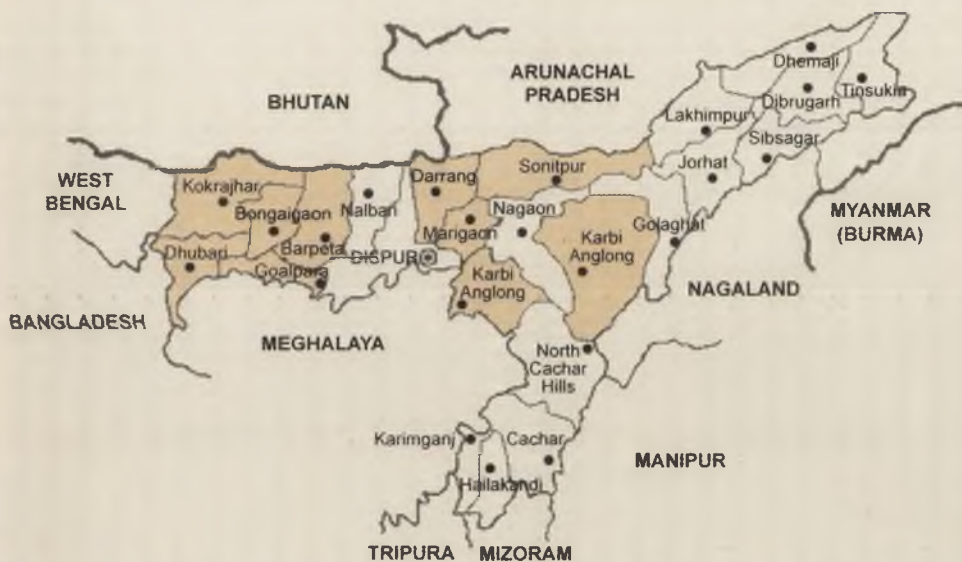 Dhemaji
Tinsukia
ARUNACHAL
PRADESH
BHUTAN
Dibrugarh
Lakhimpur
Sibsagar
Jorhat
WEST
BENGAL
Kokrajhar
Darrang
Sonitpur
Nalbari
Bongaigaon
Nagaon
Golaghat
MYANMAR
(BURMA)
Marigaon
Dhubari
Barpeta
DISPUR
Karbi
Anglong
Goalpara
Karbi
Anglong
NAGALAND
BANGLADESH
MEGHALAYA
North
Cachar
Hills
Karimganj
Cachar
MANIPUR
Hailakandi
TRIPURA
MIZORAM